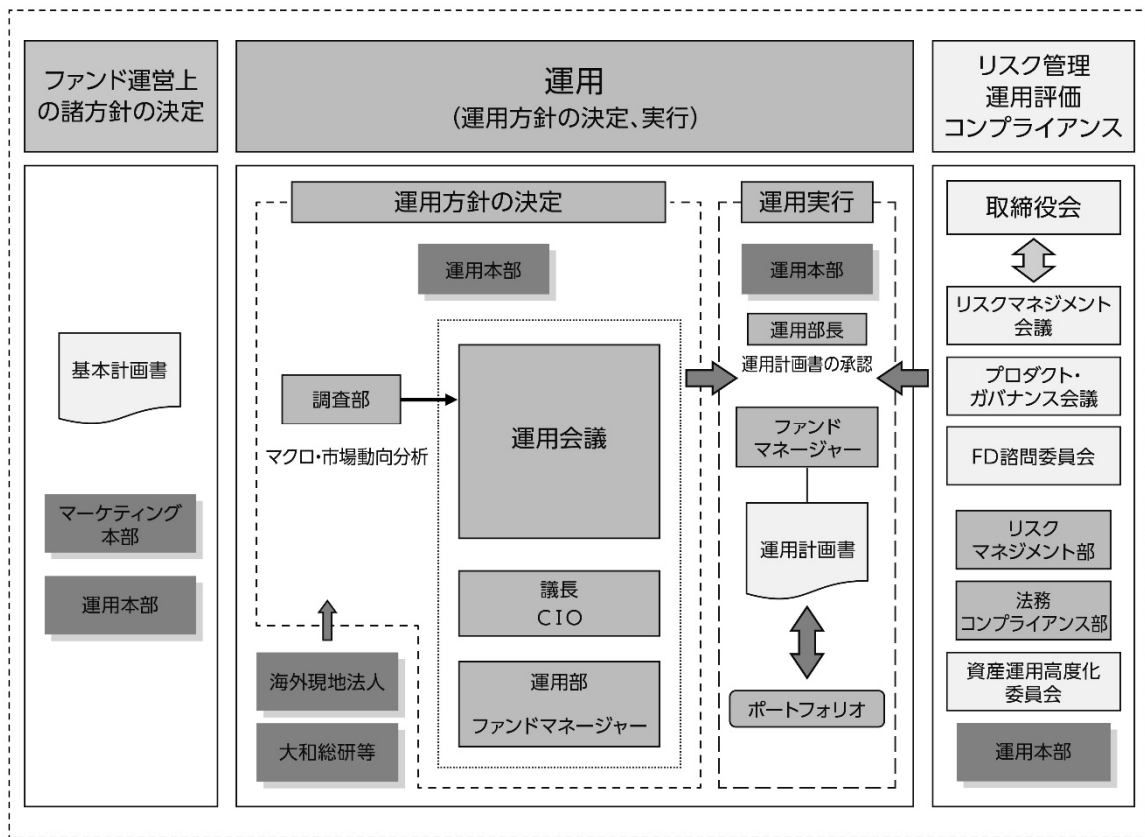 ファンド運営上
の諸方針の決定
運用
(運用方針の決定、実行)
リスク管理
運用評価
コンプライアンス
基本計画書
マーケティング
本部
運用本部
運用方針の決定
運用本部
調査部
マクロ・市場動向分析
運用会議
議長
CIO
運用部
ファンドマネージャー
海外現地法人
大和総研等
運用実行
運用本部
運用部長
運用計画書の承認
ファンド
マネージャー
運用計画書
ポートフォリオ
取締役会
リスクマネジメント
会議
プロダクト・
ガバナンス会議
FD諮問委員会
リスク
マネジメント部
法務
コンプライアンス部
資産運用高度化
委員会
運用本部